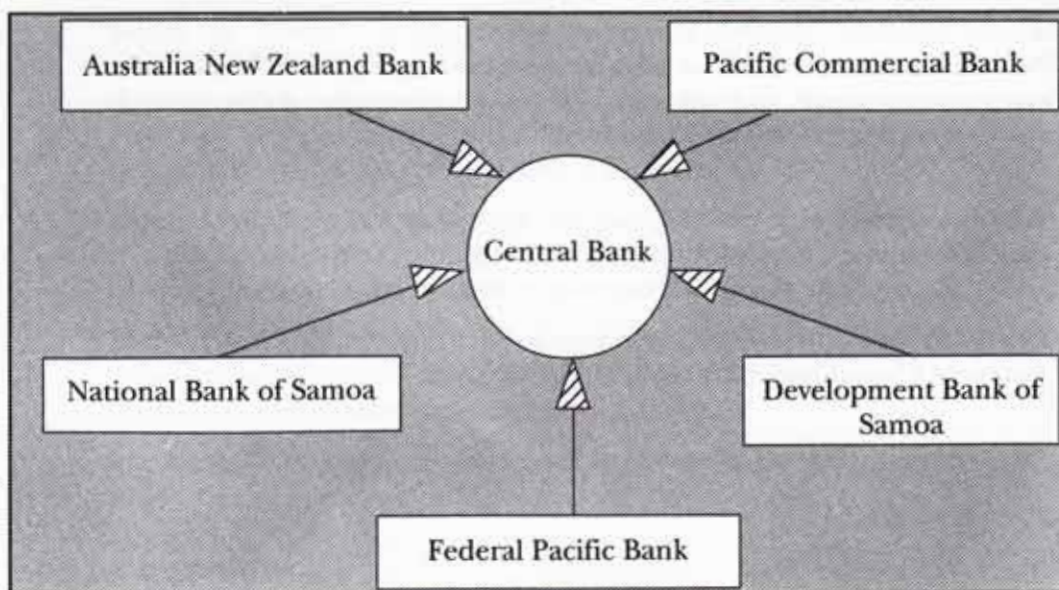 Australia New Zealand Bank
Pacific Commercial Bank
Central Bank
National Bank of Samoa
Development Bank of
Samoa
Federal Pacific Bank